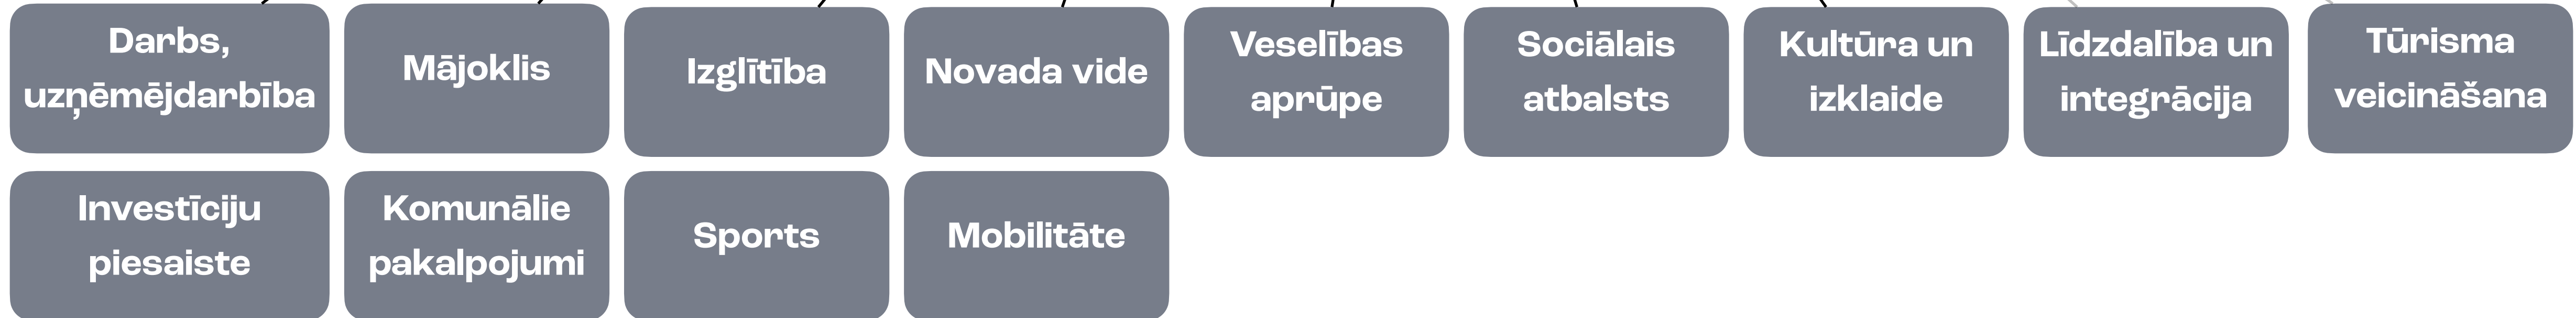 Darbs,
uzņēmējdarbība
Mājoklis
Izglītība
Novada vide
Veselības
aprūpe
Sociālais
atbalsts
Kultūra un
izklaide
Līdzdalība un
integrācija
Tūrisma
veicināšana
Investīciju
piesaiste
Komunālie
pakalpojumi
Sports
Mobilitāte